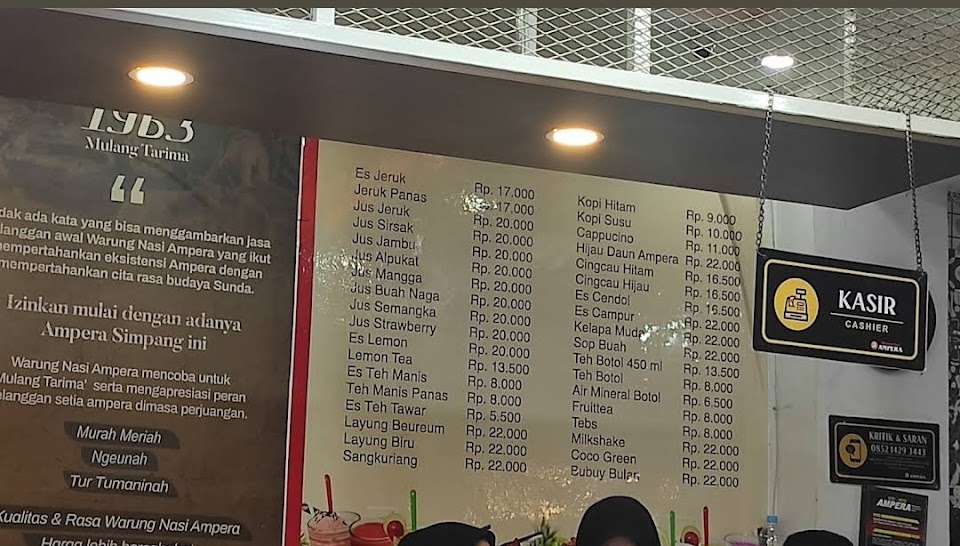 1963
Mulang Tarima
“
dak ada kata yang bisa menggambarkan jasa
elanggan awal Warung Nasi Ampera yang ikut
mempertahankan eksistensi Ampera dengan
mempertahankan cita rasa budaya Sunda.
Izinkan mulai dengan adanya
Ampera Simpang ini
Warung Nasi Ampera mencoba untuk
Mulang Tarima' serta mengapresiasi peran
elanggan setia ampera dimasa perjuangan.
Murah Meriah
Ngeunah
Tur Tumaninah
Kualitas & Rasa Warung Nasi Ampera
Harga lebih
Es Jeruk Rp. 17.000
Jeruk Panas Rp. 17.000
Jus Jeruk Rp. 20.000
Jus Sirsak Rp. 20.000
Jus Jambu Rp. 20.000
Jus Alpukat Rp. 20.000
Jus Mangga Rp. 20.000
Jus Buah Naga Rp. 20.000
Jus Semangka Rp. 20.000
Jus Strawberry Rp. 20.000
Es Lemon Rp. 20.000
Lemon Tea Rp. 13.500
Es Teh Manis Rp. 8.000
Teh Manis Panas Rp. 8.000
Es Teh Tawar Rp. 5.500
Layung Beureum Rp. 22.000
Layung Biru Rp. 22.000
Sangkuriang Rp. 22.000
Kopi Hitam Rp. 9.000
Kopi Susu Rp. 10.000
Cappucino Rp. 11.000
Hijau Daun Ampera Rp. 22.000
Cingcau Hitam Rp. 16.500
Cingcau Hijau Rp. 16.500
Es Cendol Rp. 16.500
Es Campur Rp. 22.000
Kelapa Muda Rp. 22.000
Sop Buah Rp. 22.000
Teh Botol 450 ml Rp. 13.500
Teh Botol Rp. 8.000
Air Mineral Botol Rp. 6.500
Fruittea Rp. 8.000
Tebs Rp. 8.000
Milkshake Rp. 22.000
Coco Green Rp. 22.000
Bubuy Bulan Rp. 22.000
KASIR
CASHIER
AMPERA
KRITIK & SARAN
0852 1429 3443
AMPERA